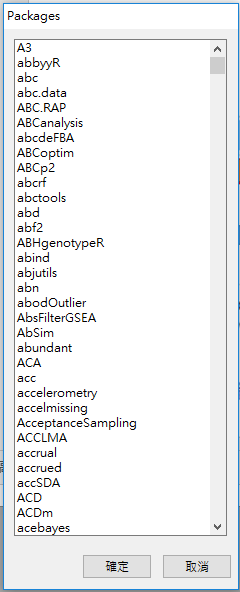 Packages
A3
abbyyR
abc
abc.data
ABC.RAP
ABCanalysis
abcdeFBA
ABCoptim
ABCp2
abcrf
abctools
abd
abf2
ABHgenotypeR
abind
abjutils
abn
abodOutlier
AbsFilterGSEA
AbSim
abundant
ACA
acc
accelerometry
accelmissing
AcceptanceSampling
ACCLMA
accrual
accrued
accSDA
ACD
ACDm
acebayes
確定 取消